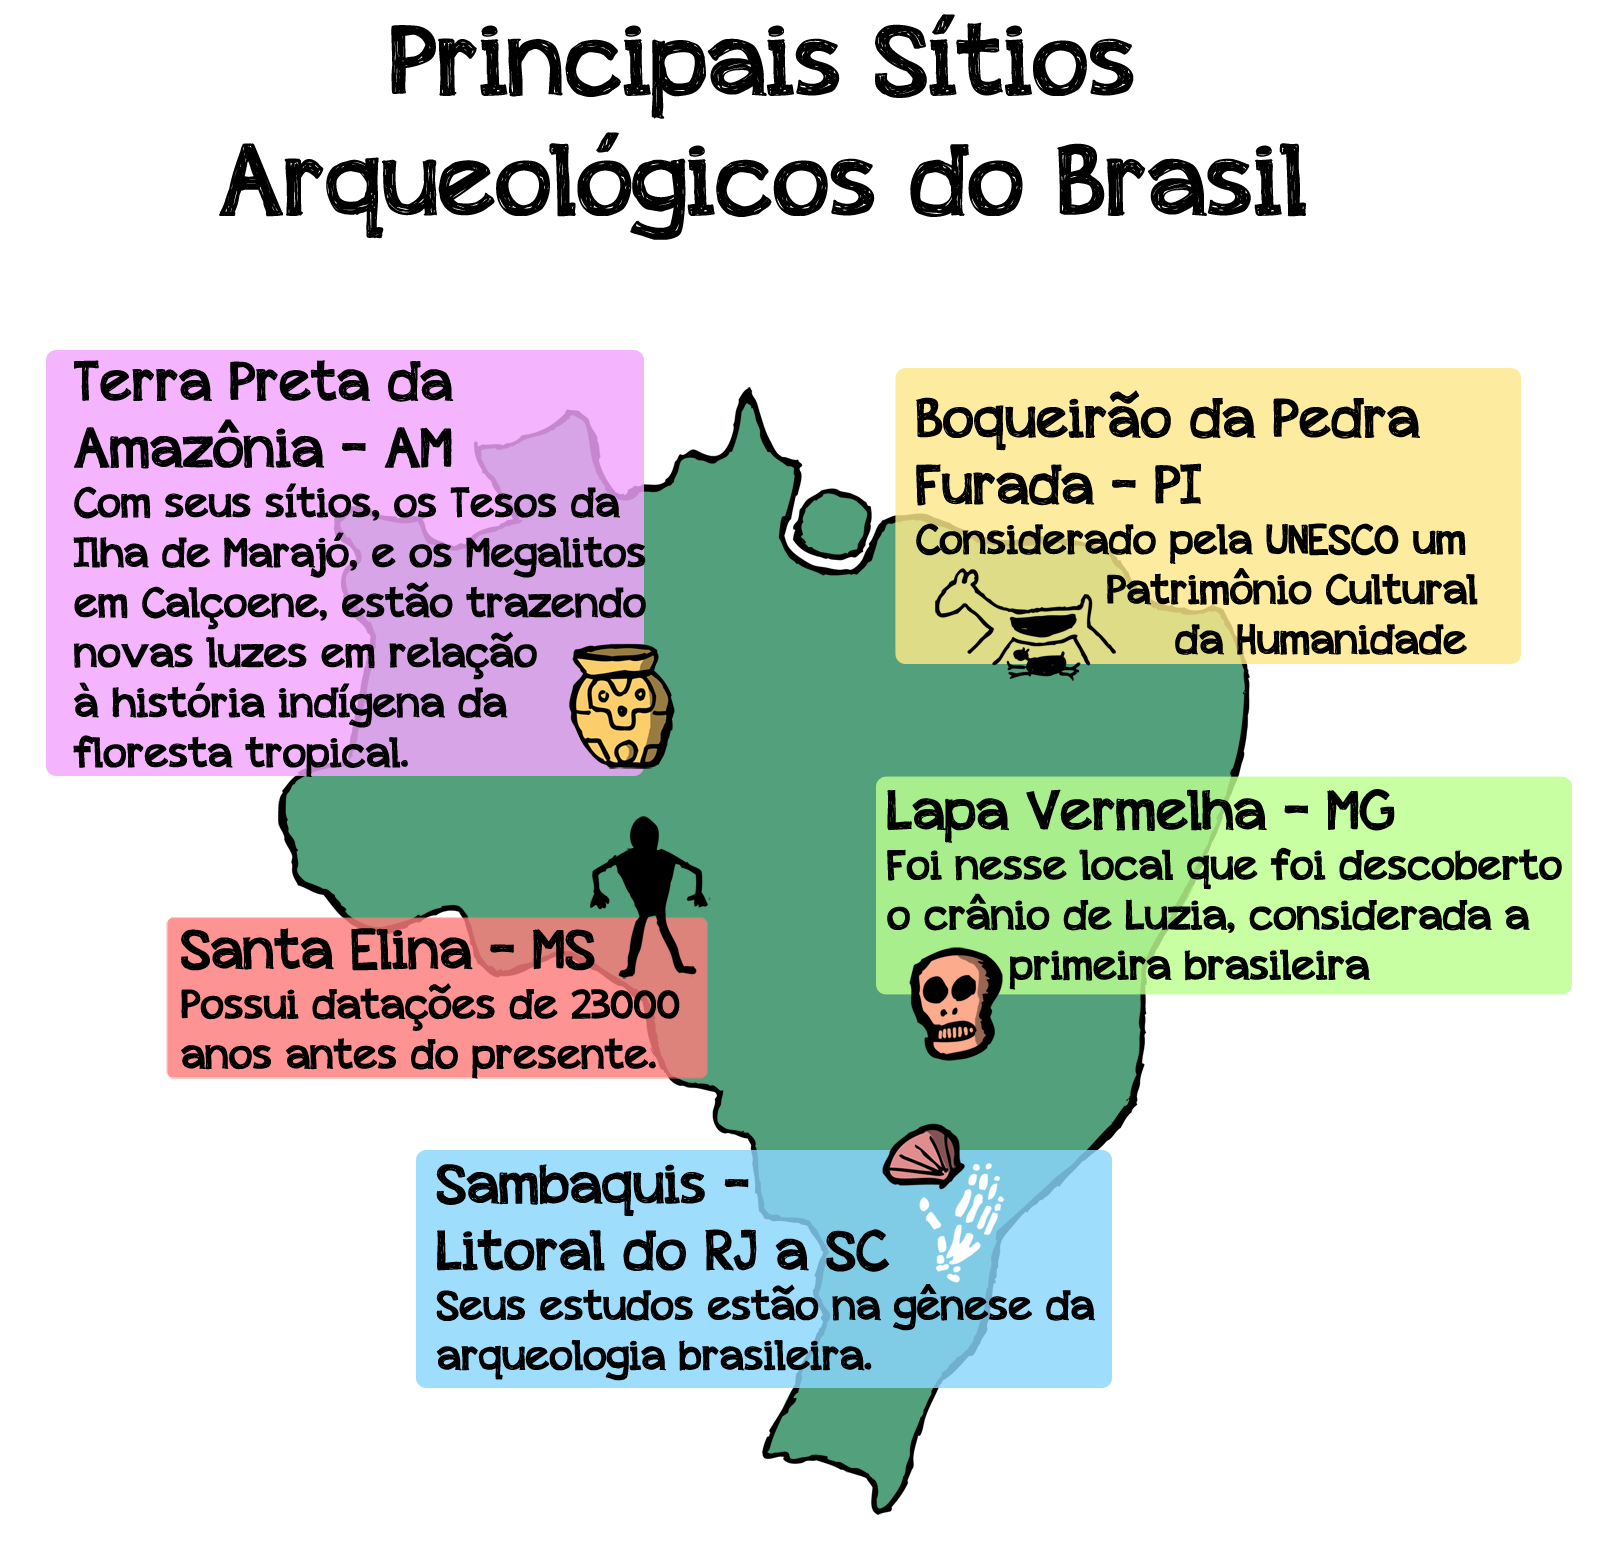 Principais Sítios
Arqueológicos do Brasil
Terra Preta da
Amazônia - AM
Com seus sítios, os Tesos da
Ilha de Marajó, e os Megalitos
em Calçoene, estão trazendo
novas luzes em relação
à história indígena da
floresta tropical.
Boqueirão da Pedra
Furada - PI
Considerado pela UNESCO um
Patrimônio Cultural
da Humanidade
Lapa Vermelha - MG
Foi nesse local que foi descoberto
o crânio de Luzia, considerada a
primeira brasileira
Santa Elina - MS
Possui datações de 23000
anos antes do presente.
Sambaquis -
Litoral do RJ a SC
Seus estudos estão na gênese da
arqueologia brasileira.